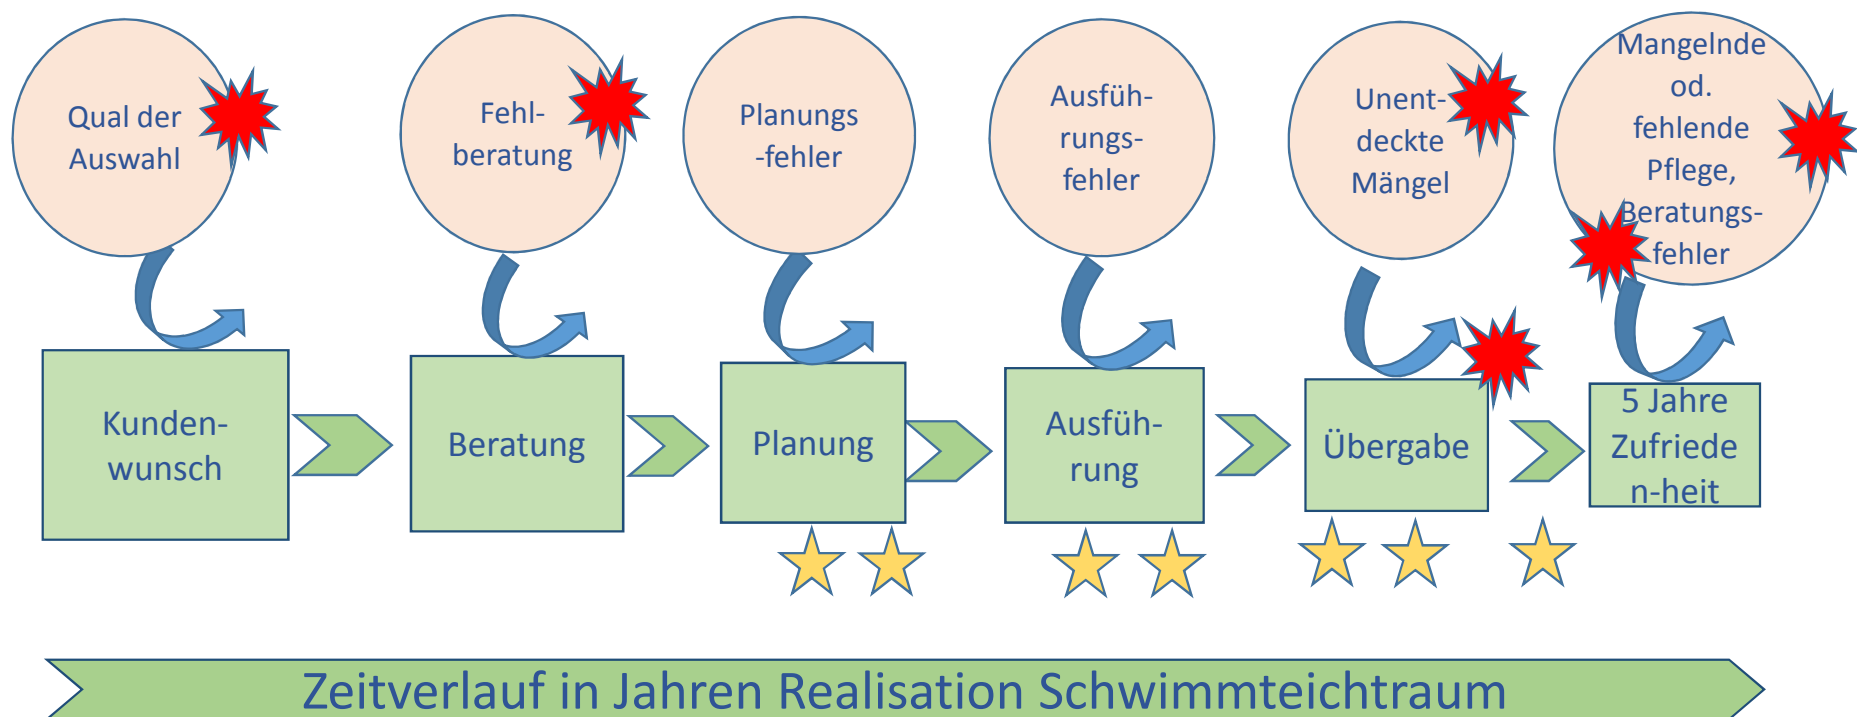 Qual der
Auswahl
Fehl-
beratung
Planungs
-fehler
Ausfüh-
rungs-
fehler
Unent-
deckte
Mängel
Mangelnde
od.
fehlende
Pflege,
Beratungs-
fehler
Kunden-
wunsch
Beratung
Planung
Ausfüh-
rung
Übergabe
5 Jahre
Zufriede
n-heit
Zeitverlauf in Jahren Realisation Schwimmteichtraum